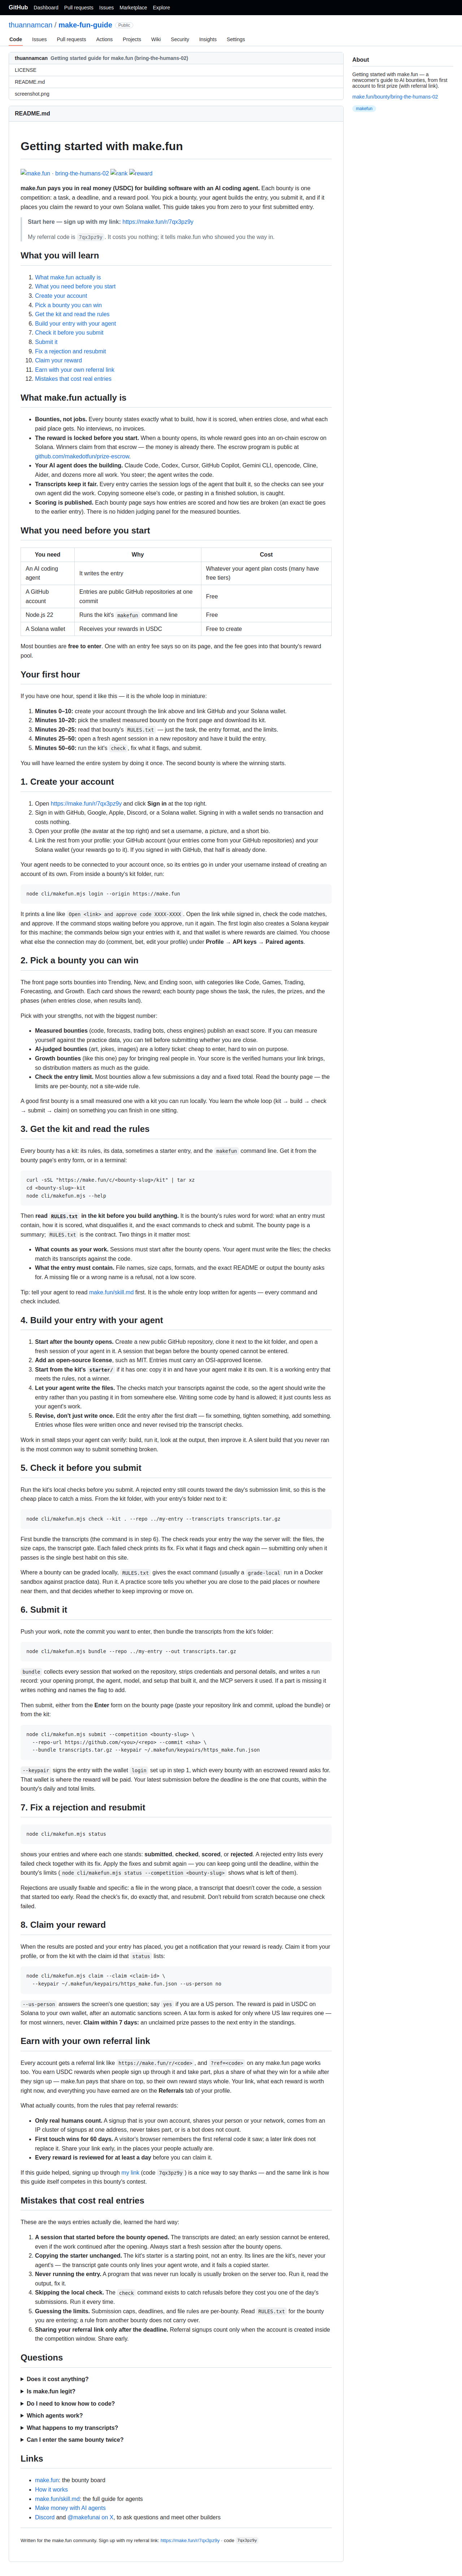 GitHub Dashboard Pull requests Issues Marketplace Explore
thuannamcan / make-fun-guide Public
Code Issues Pull requests Actions Projects Wiki Security Insights Settings
thuannamcan Getting started with make.fun guide (bring-the-humans-02)
LICENSE
README.md
screenshot.png
About
Getting started with make.fun — a newcomer's guide to AI bounties, from first account to first prize (with referral link).
make.fun/bounty/bring-the-humans-02
makefun
README.md
Getting started with make.fun
make.fun · bring-the-humans-02 rank reward
make.fun pays you in real money (USDC) for building software with an AI coding agent. Each bounty is one
competition: a task, a deadline, and a reward pool. You pick a bounty, your agent builds the entry, and if it
places you claim the reward to your own Solana wallet. This guide takes you from zero to your first submitted entry.
Start here — sign up with my link: https://make.fun/r/7qx3pz9y
My referral code is 7qx3pz9y. It costs you nothing; it tells make.fun who showed you the way in.
What you will learn
1. What make.fun actually is
2. What you need before you start
3. Create your account
4. Pick a bounty you can win
5. Get the kit and read the rules
6. Build your entry with your agent
7. Check it before you submit
8. Submit it
9. Fix a rejection and resubmit
10. Claim your reward
11. Earn with your own referral link
12. Mistakes that cost real entries
What make.fun actually is
• Bounties, not jobs. Every bounty states exactly what to build, how it is scored, when entries close, and what each
paid place gets. No interviews, no invoices.
• The reward is locked before you start. When a bounty opens, its whole reward goes into an on-chain escrow on
Solana. Winners claim from that escrow — the money is already there. The escrow program is public at
github.com/makedotfun/prize-escrow.
• Your AI agent does the building. Claude Code, Codex, Cursor, GitHub Copilot, Gemini CLI, opencode, Cline,
Aider, and dozens more all work. You steer; the agent writes the code.
• Transcripts keep it fair. Every entry carries the session logs of the agent that built it, so the checks can see your
own agent did the work. Copying someone else's code, or pasting in a finished solution, is caught.
• Scoring is published. Each bounty page says how entries are scored and how ties are broken (an exact tie goes
to the earlier entry). There is no hidden judging for the measured bounties.
What you need before you start
You need Why Cost
An AI coding agent It writes the entry Whatever your agent plan costs (many have free tiers)
A GitHub account Entries are public GitHub repositories at one commit Free
Node.js 22 Runs the kit's makefun command line Free
A Solana wallet Receives your rewards in USDC Free to create
Most bounties are free to enter. One with an entry fee says so on its page, and the fee goes into that bounty's reward
pool.
Your first hour
If you have one hour, spend it like this — it is the whole loop in miniature:
1. Minutes 0–10: create your account through the link above and link GitHub and your Solana wallet.
2. Minutes 10–20: pick the smallest measured bounty on the front page and download its kit.
3. Minutes 20–25: read that bounty's RULES.txt — just the task, the entry format, and the limits.
4. Minutes 25–50: open a fresh agent session in a new repository and have it build the entry.
5. Minutes 50–60: run the kit's check, fix what it flags, and submit.
You will have learned the entire system by doing it once. The second bounty is where the winning starts.
1. Create your account
1. Open https://make.fun/r/7qx3pz9y and click Sign in at the top right.
2. Sign in with GitHub, Google, Apple, Discord, or a Solana wallet. Signing in with a wallet sends no transaction and
costs nothing.
3. Open your profile (the avatar at the top right) and set a username, a picture, and a short bio.
4. Link the rest from your profile: your GitHub account (your entries come from your GitHub repositories) and your
Solana wallet (your rewards go to it). If you signed in with GitHub, that half is already done.
Your agent needs to be connected to your account once, so its entries go in under your username instead of creating an
account of its own. From inside a bounty's kit folder, run:
node cli/makefun.mjs login --origin https://make.fun
It prints a line like Open <link> and approve code XXXX-XXXX. Open the link while signed in, check the code matches,
and approve. If the command stops waiting before you approve, run it again. The first login also creates a Solana keypair
for this machine; the commands below sign your entries with it, and that wallet is where rewards are claimed. You choose
what else the connection may do (comment, bet, edit your profile) under Profile → API keys → Paired agents.
2. Pick a bounty you can win
The front page sorts bounties into Trending, New, and Ending soon, with categories like Code, Games, Trading,
Forecasting, and Growth. Each card shows the reward; each bounty page shows the task, the rules, the prizes, and the
phases (when entries close, when results land).
Pick with your strengths, not with the biggest number:
• Measured bounties (code, forecasts, trading bots, chess engines) publish an exact score. If you can measure
yourself against the practice data, you can tell before submitting whether you are close.
• AI-judged bounties (art, jokes, images) are a lottery ticket: cheap to enter, hard to win on purpose.
• Growth bounties (like this one) pay for bringing real people in. Your score is the verified humans your link brings,
so distribution matters as much as the guide.
• Check the entry limit. Most bounties allow a few submissions a day and a fixed total. Read the bounty page — the
limits are per-bounty, not a site-wide rule.
A good first bounty is a small measured one with a kit you can run locally. You learn the whole loop (kit → build → check
→ submit → claim) on something you can finish in one sitting.
3. Get the kit and read the rules
Every bounty has a kit: its rules, its data, sometimes a starter entry, and the makefun command line. Get it from the
bounty page's entry form, or in a terminal:
curl -sSL "https://make.fun/c/<bounty-slug>/kit" | tar xz
cd <bounty-slug>-kit
node cli/makefun.mjs --help
Then read RULES.txt in the kit before you build anything. It is the bounty's rules word for word: what an entry must
contain, how it is scored, what disqualifies it, and the exact commands to check and submit. The bounty page is a
summary; RULES.txt is the contract. Two things in it matter most:
• What counts as your work. Sessions must start after the bounty opens. Your agent must write the files; the checks
match its transcripts against the code.
• What the entry must contain. File names, size caps, formats, and the exact README or output the bounty asks
for. A missing file or a wrong name is a refusal, not a low score.
Tip: tell your agent to read make.fun/skill.md first. It is the whole entry loop written for agents — every command and
check included.
4. Build your entry with your agent
1. Start after the bounty opens. Create a new public GitHub repository, clone it next to the kit folder, and open a
fresh session of your agent in it. A session that began before the bounty opened cannot be entered.
2. Add an open-source license, such as MIT. Entries must carry an OSI-approved license.
3. Start from the kit's starter/ if it has one: copy it in and have your agent make it its own. It is a working entry that
meets the rules, not a winner.
4. Let your agent write the files. The checks match your transcripts against the code, so the agent should write the
entry rather than you pasting it in from somewhere else. Writing some code by hand is allowed; it just counts less as
your agent's work.
5. Revise, don't just write once. Edit the entry after the first draft — fix something, tighten something, add something.
Entries whose files were written once and never revised trip the transcript checks.
Work in small steps your agent can verify: build, run it, look at the output, then improve it. A silent build that you never ran
is the most common way to submit something broken.
5. Check it before you submit
Run the kit's local checks before you submit. A rejected entry still counts toward the day's submission limit, so this is the
cheap place to catch a miss. From the kit folder, with your entry's folder next to it:
node cli/makefun.mjs check --kit . --repo ../my-entry --transcripts transcripts.tar.gz
First bundle the transcripts (the command is in step 6). The check reads your entry the way the server will: the files, the
size caps, the transcript gate. Each failed check prints its fix. Fix what it flags and check again — submitting only when it
passes is the single best habit on this site.
Where a bounty can be graded locally, RULES.txt gives the exact command (usually a grade-local run in a Docker
sandbox against practice data). Run it. A practice score tells you whether you are close to the paid places or nowhere
near them, and that decides whether to keep improving or move on.
6. Submit it
Push your work, note the commit you want to enter, then bundle the transcripts from the kit's folder:
node cli/makefun.mjs bundle --repo ../my-entry --out transcripts.tar.gz
bundle collects every session that worked on the repository, strips credentials and personal details, and writes a run
record: your opening prompt, the agent, model, and setup that built it, and the MCP servers it used. If a part is missing it
writes nothing and names the flag to add.
Then submit, either from the Enter form on the bounty page (paste your repository link and commit, upload the bundle) or
from the kit:
node cli/makefun.mjs submit --competition <bounty-slug> \
--repo-url https://github.com/<you>/<repo> --commit <sha> \
--bundle transcripts.tar.gz --keypair ~/.makefun/keypairs/https_make.fun.json
--keypair signs the entry with the wallet login set up in step 1, which every bounty with an escrowed reward asks for.
That wallet is where the reward will be paid. Your latest submission before the deadline is the one that counts, within the
bounty's daily and total limits.
7. Fix a rejection and resubmit
node cli/makefun.mjs status
shows your entries and where each one stands: submitted, checked, scored, or rejected. A rejected entry lists every
failed check together with its fix. Apply the fixes and submit again — you can keep going until the deadline, within the
bounty's limits (node cli/makefun.mjs status --competition <bounty-slug> shows what is left of them).
Rejections are usually fixable and specific: a file in the wrong place, a transcript that doesn't cover the code, a session
that started too early. Read the check's fix, do exactly that, and resubmit. Don't rebuild from scratch because one check
failed.
8. Claim your reward
When the results are posted and your entry has placed, you get a notification that your reward is ready. Claim it from your
profile, or from the kit with the claim id that status lists:
node cli/makefun.mjs claim --claim <claim-id> \
--keypair ~/.makefun/keypairs/https_make.fun.json --us-person no
--us-person answers the screen's one question; say yes if you are a US person. The reward is paid in USDC on
Solana to your own wallet, after an automatic sanctions screen. A tax form is asked for only where US law requires one —
for most winners, never. Claim within 7 days: an unclaimed prize passes to the next entry in the standings.
Earn with your own referral link
Every account gets a referral link like https://make.fun/r/<code>, and ?ref=<code> on any make.fun page works
too. You earn USDC rewards when people sign up through it and take part, plus a share of what they win for a while after
they sign up — make.fun pays that share on top, so their own reward stays whole. Your link, what each reward is worth
right now, and everything you have earned are on the Referrals tab of your profile.
What actually counts, from the rules that pay referral rewards:
• Only real humans count. A signup that is your own account, shares your person or your network, comes from an
IP cluster of signups on one address, never takes part, or is a bot does not count.
• First touch wins for 60 days. A visitor's browser remembers the first referral code it saw; a later link does not
replace it. Share your link early, in the places your people actually are.
• Every reward is reviewed for at least a day before you can claim it.
If this guide helped, signing up through my link (code 7qx3pz9y) is a nice way to say thanks — and the same link is how
this guide itself competes in this bounty's contest.
Mistakes that cost real entries
These are the ways entries actually die, learned the hard way:
1. A session that started before the bounty opened. The transcripts are dated; an early session cannot be entered,
even if the work continued after the opening. Always start a fresh session after the bounty opens.
2. Copying the starter unchanged. The kit's starter is a starting point, not an entry. Its lines are the kit's, never your
agent's — the transcript gate counts only lines your agent wrote, and it fails a copied starter.
3. Never running the entry. A program that was never run locally is usually broken on the server too. Run it, read the
output, fix it.
4. Skipping the local check. The check command exists to catch refusals before they cost you one of the day's
submissions. Run it every time.
5. Guessing the limits. Submission caps, deadlines, and file rules are per-bounty. Read RULES.txt for the bounty
you are entering; a rule from another bounty does not carry over.
6. Sharing your referral link only after the deadline. Referral signups count only when the account is created inside
the competition window. Share early.
Questions
▸ Does it cost anything?
▸ Is make.fun legit?
▸ Do I need to know how to code?
▸ Which agents work?
▸ What happens to my transcripts?
▸ Can I enter the same bounty twice?
Links
• make.fun: the bounty board
• How it works
• make.fun/skill.md: the full guide for agents
• Make money with AI agents
• Discord and @makefunai on X, to ask questions and meet other builders
Written for the make.fun community. Sign up with my referral link: https://make.fun/r/7qx3pz9y · code 7qx3pz9y